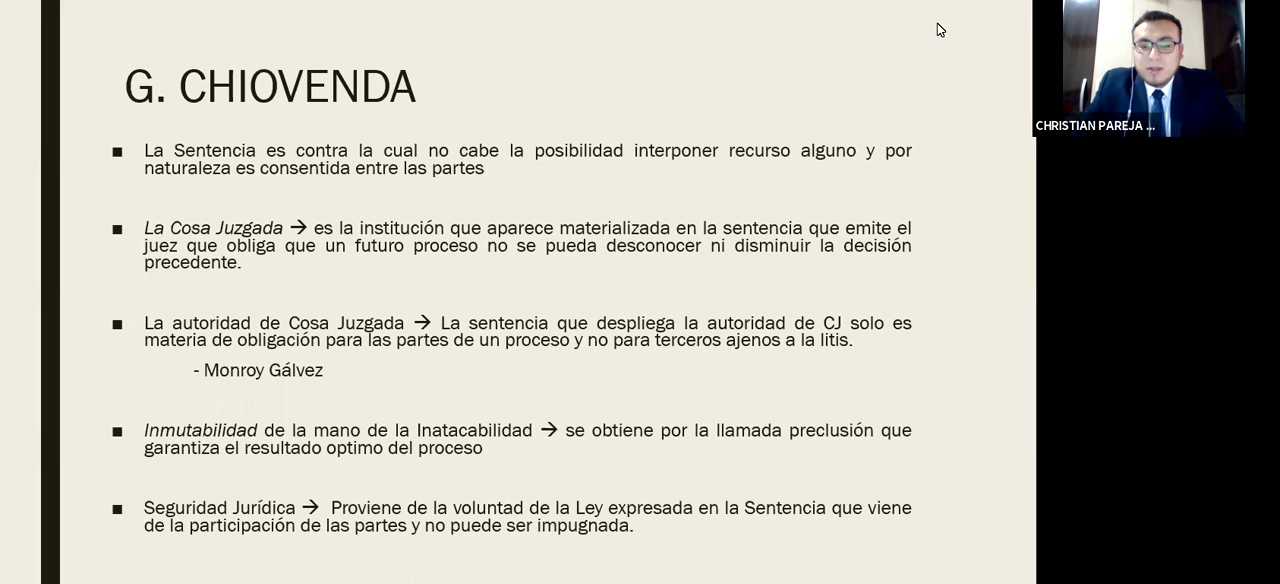 G. CHIOVENDA
CHRISTIAN PAREJA ...
■ La Sentencia es contra la cual no cabe la posibilidad interponer recurso alguno y por
naturaleza es consentida entre las partes
■ La Cosa Juzgada → es la institución que aparece materializada en la sentencia que emite el
juez que obliga que un futuro proceso no se pueda desconocer ni disminuir la decisión
precedente.
■ La autoridad de Cosa Juzgada → La sentencia que despliega la autoridad de CJ solo es
materia de obligación para las partes de un proceso y no para terceros ajenos a la litis.
- Monroy Gálvez
■ Inmutabilidad de la mano de la Inatacabilidad → se obtiene por la llamada preclusión que
garantiza el resultado optimo del proceso
■ Seguridad Jurídica → Proviene de la voluntad de la Ley expresada en la Sentencia que viene
de la participación de las partes y no puede ser impugnada.